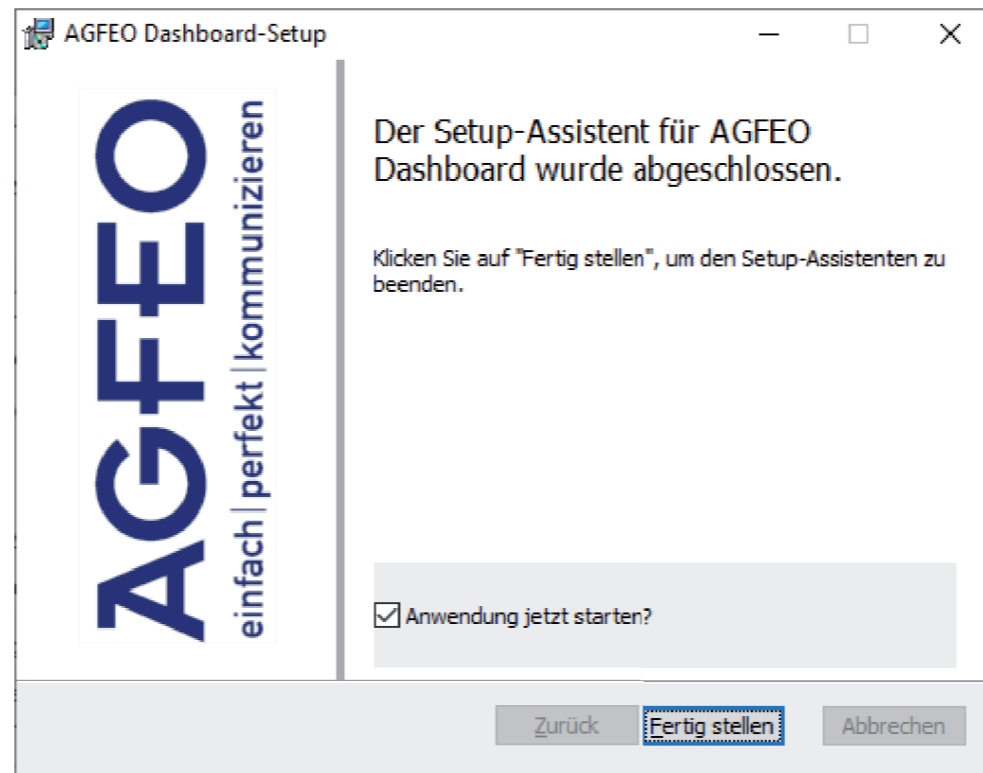 AGFEO Dashboard-Setup
AGFEO
einfach|perfekt|kommunizieren
Der Setup-Assistent für AGFEO
Dashboard wurde abgeschlossen.
Klicken Sie auf "Fertig stellen", um den Setup-Assistenten zu
beenden.
Anwendung jetzt starten?
Zurück
Fertig stellen
Abbrechen